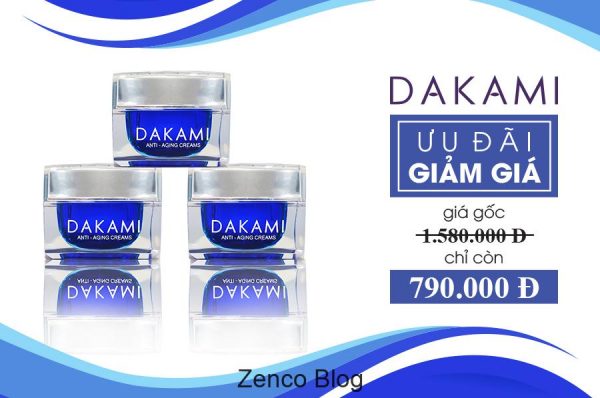 DAKAMI
ANTI - AGING CREAMS
DAKAMI
ANTI - AGING CREAMS
DAKAMI
ANTI - AGING CREAMS
DAKAMI
ƯU ĐÃI
GIẢM GIÁ
giá gốc
1.580.000 Đ
chỉ còn
790.000 Đ
Zenco Blog